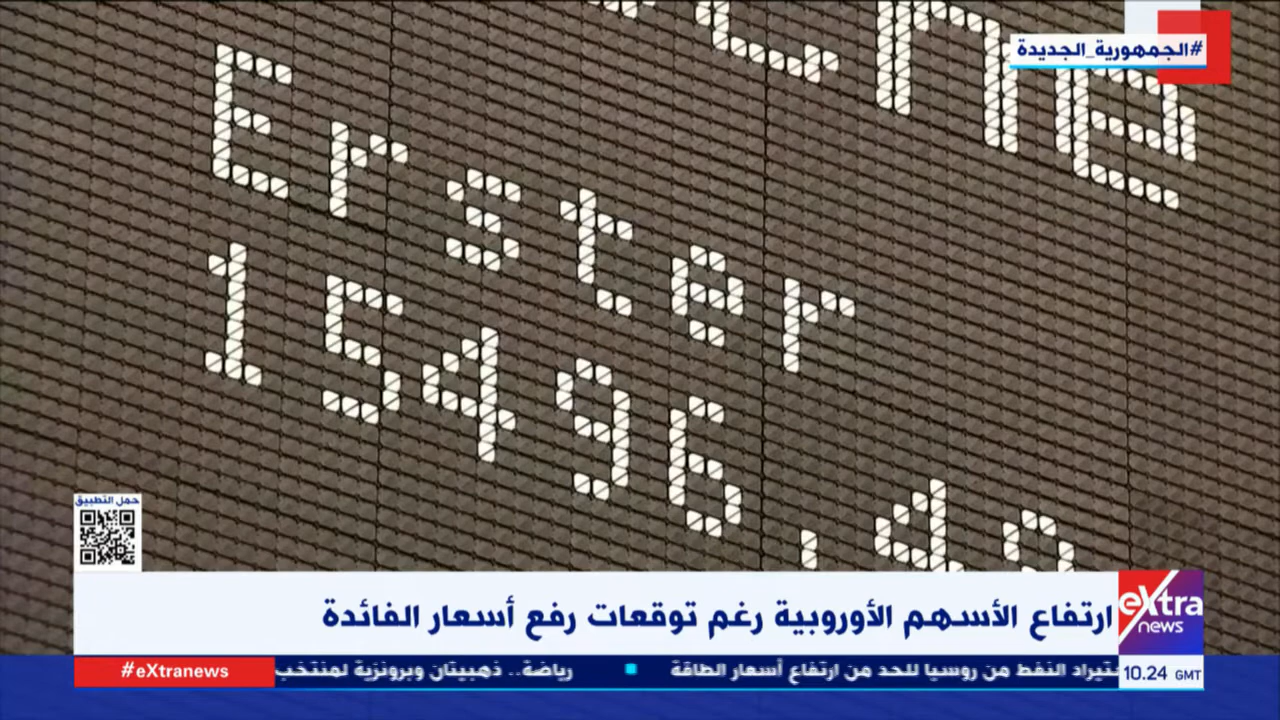 #الجمهورية_الجديدة
Erster
15496
حمل التطبيق
ارتفاع الأسهم الأوروبية رغم توقعات رفع أسعار الفائدة
eXtra
news
#eXtranews
النفط من روسيا للحد من ارتفاع أسعار الطاقة ■ رياضة.. ذهبيتان وبرونزية لمنتخب
10.24 GMT